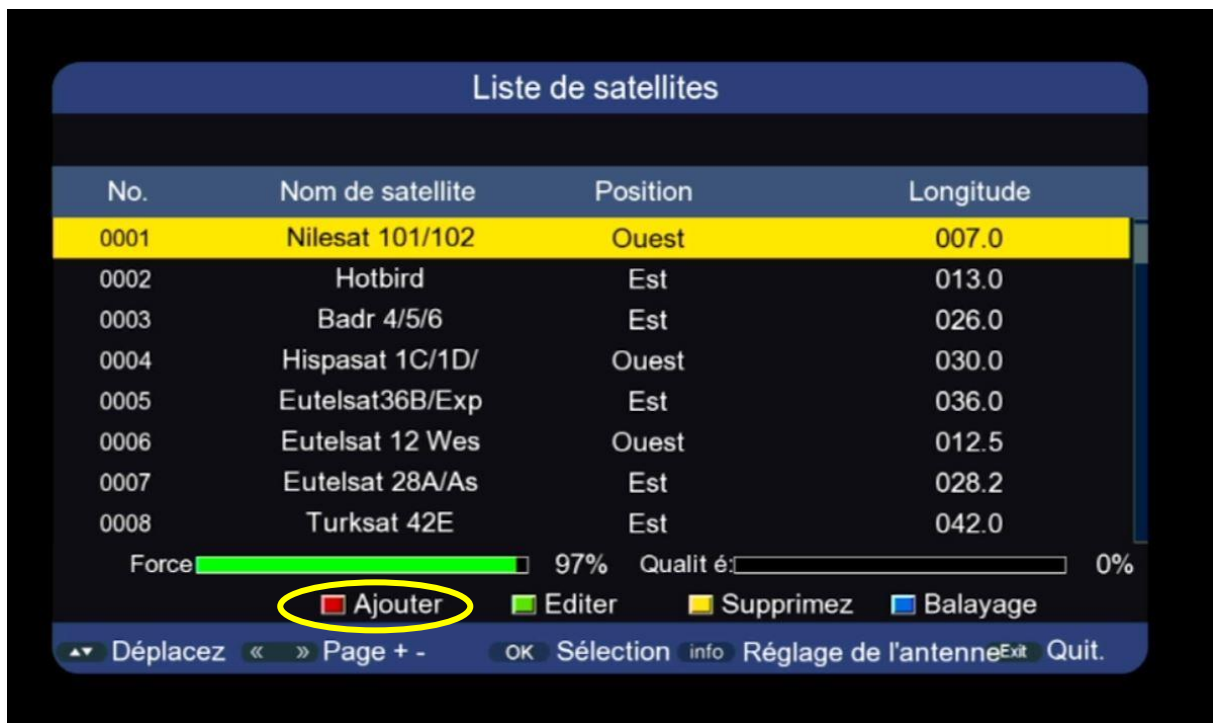 Liste de satellites
No. Nom de satellite Position Longitude
0001 Nilesat 101/102 Ouest 007.0
0002 Hotbird Est 013.0
0003 Badr 4/5/6 Est 026.0
0004 Hispasat 1C/1D/ Ouest 030.0
0005 Eutelsat36B/Exp Est 036.0
0006 Eutelsat 12 Wes Ouest 012.5
0007 Eutelsat 28A/As Est 028.2
0008 Turksat 42E Est 042.0
Force 97% Qualit é: 0%
Ajouter Editer Supprimez Balayage
Déplacez « » Page + - OK Sélection info Réglage de l'antenne Exit Quit.